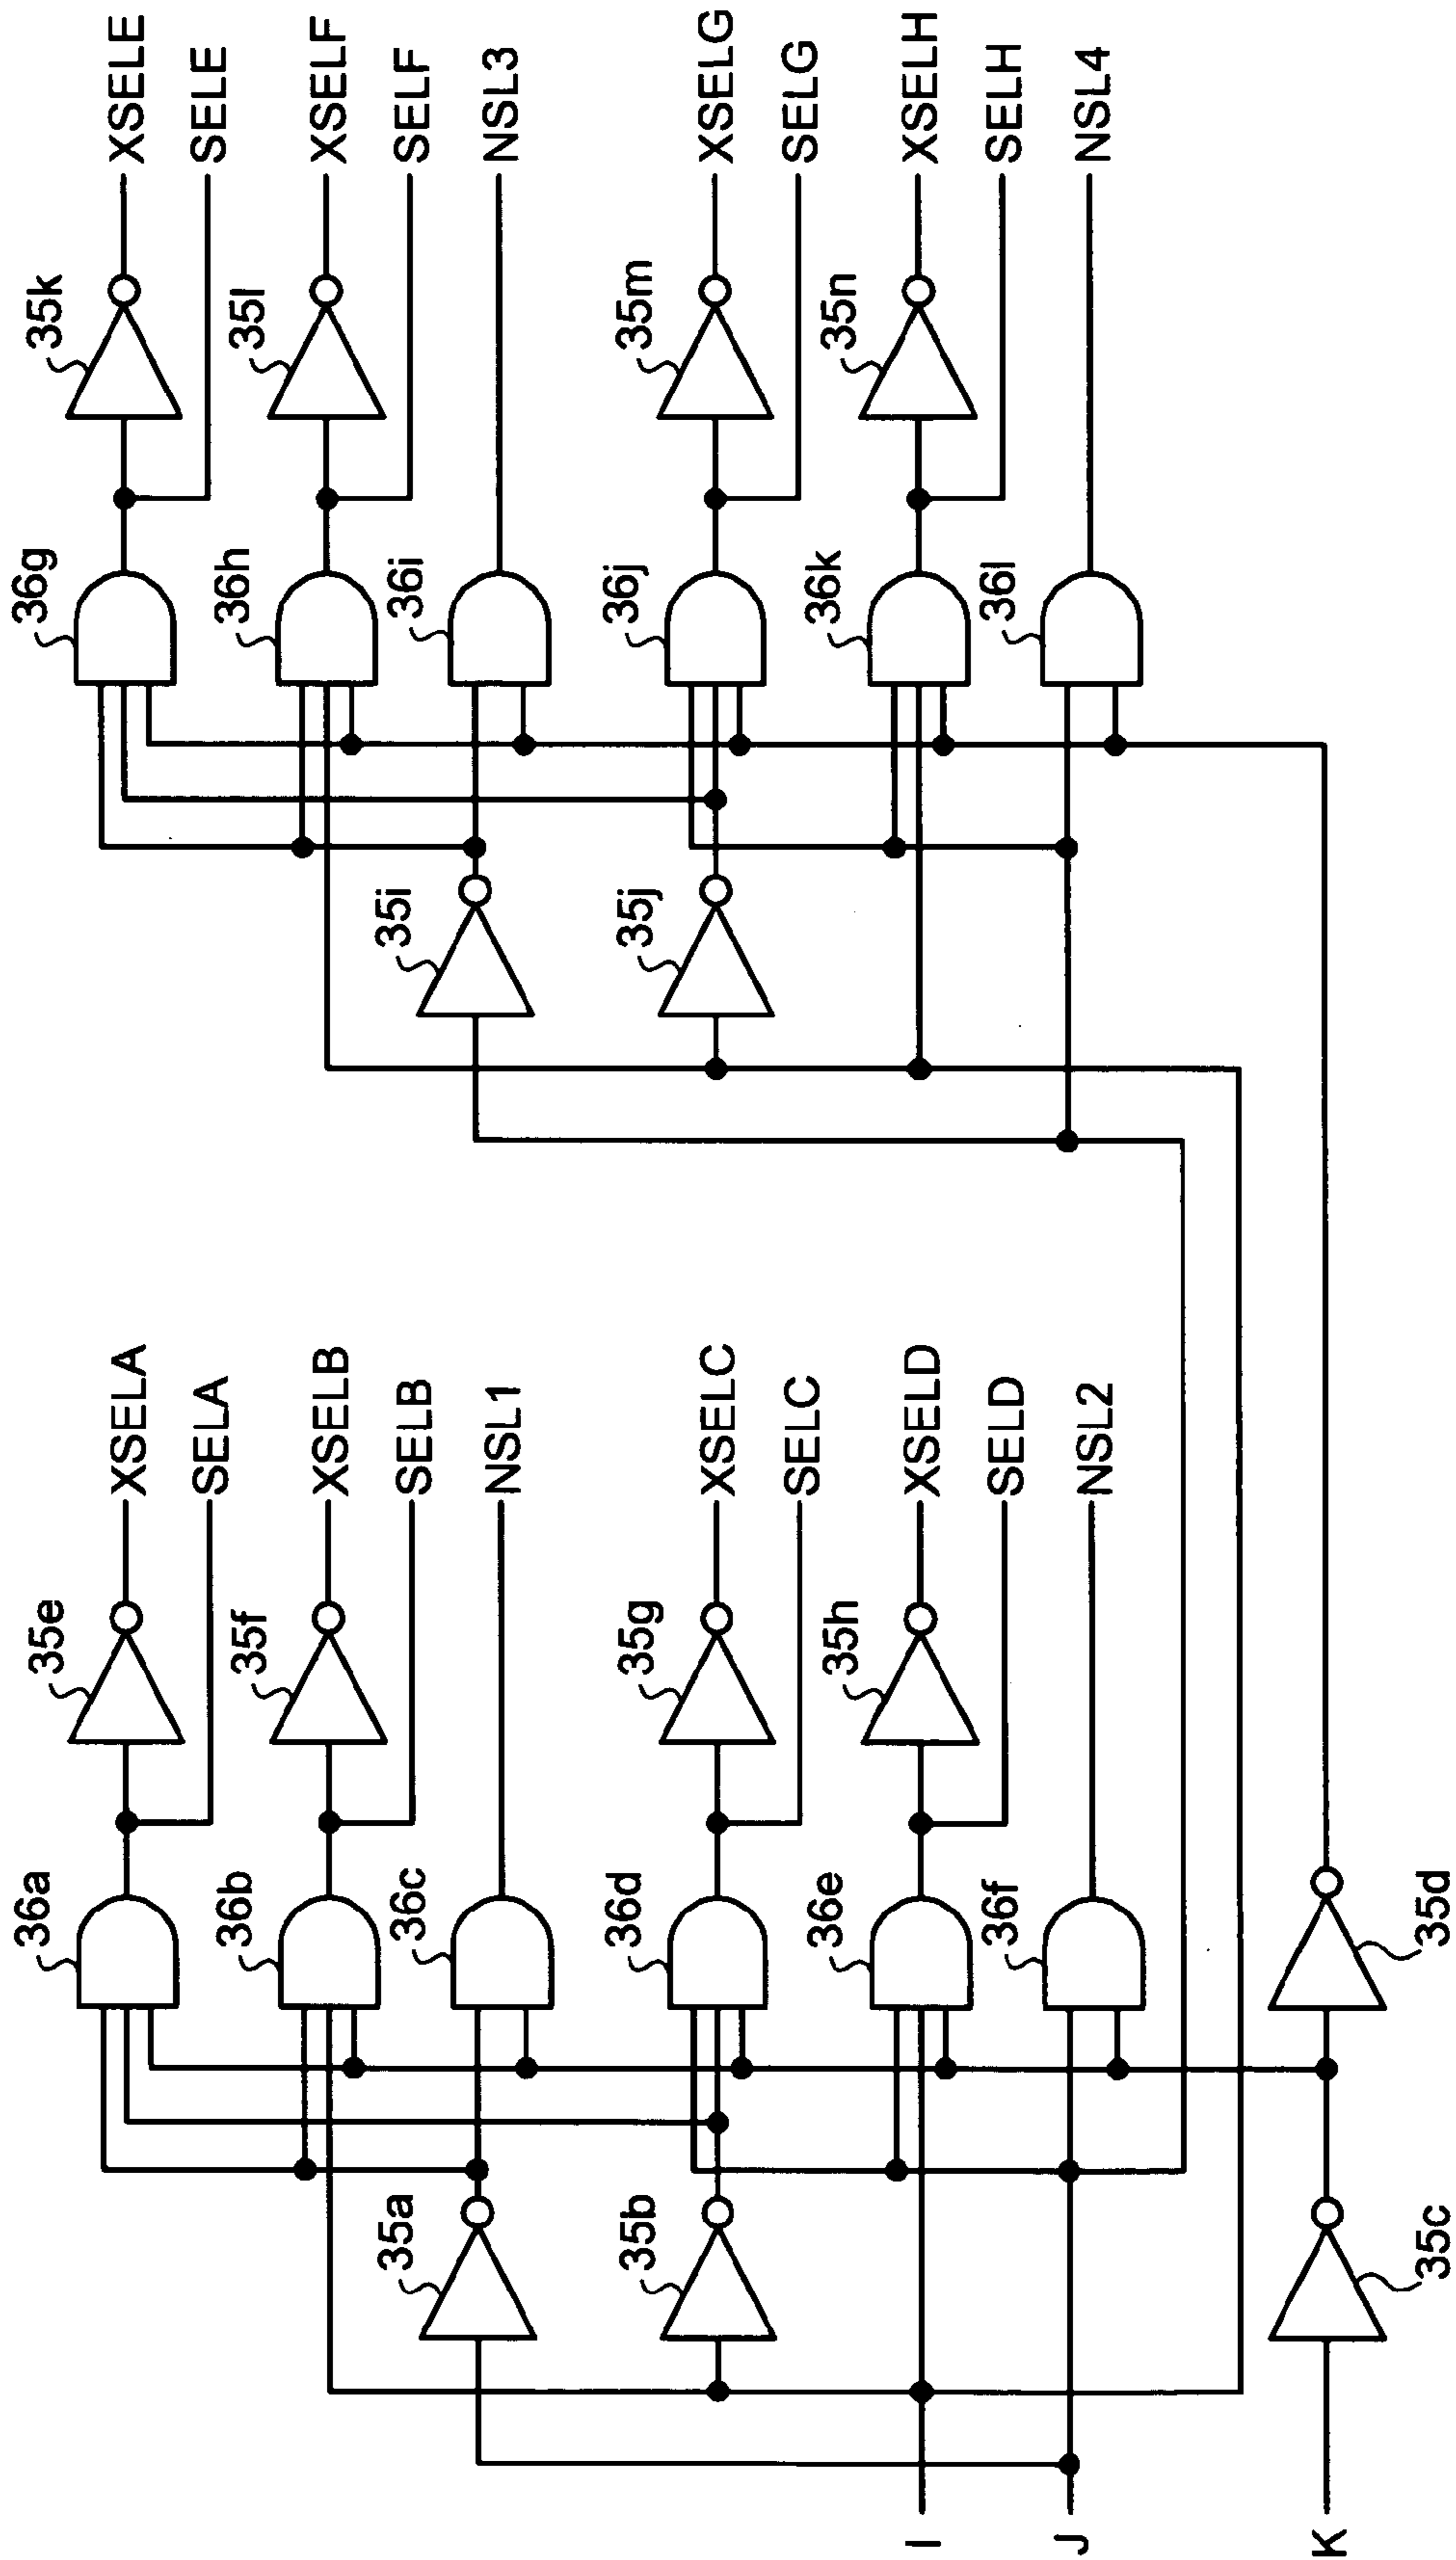 35k
XSELE
36g
SELE
35l
XSELF
36h
SELF
36i
NSL3
35i
35m
XSELG
36j
SELG
35j
35n
XSELH
36k
SELH
36l
NSL4
35e
XSELA
36a
SELA
35f
XSELB
36b
SELB
36c
NSL1
35a
35g
XSELC
36d
SELC
35b
35h
XSELD
36e
SELD
36f
NSL2
I
J
K
35c
35d